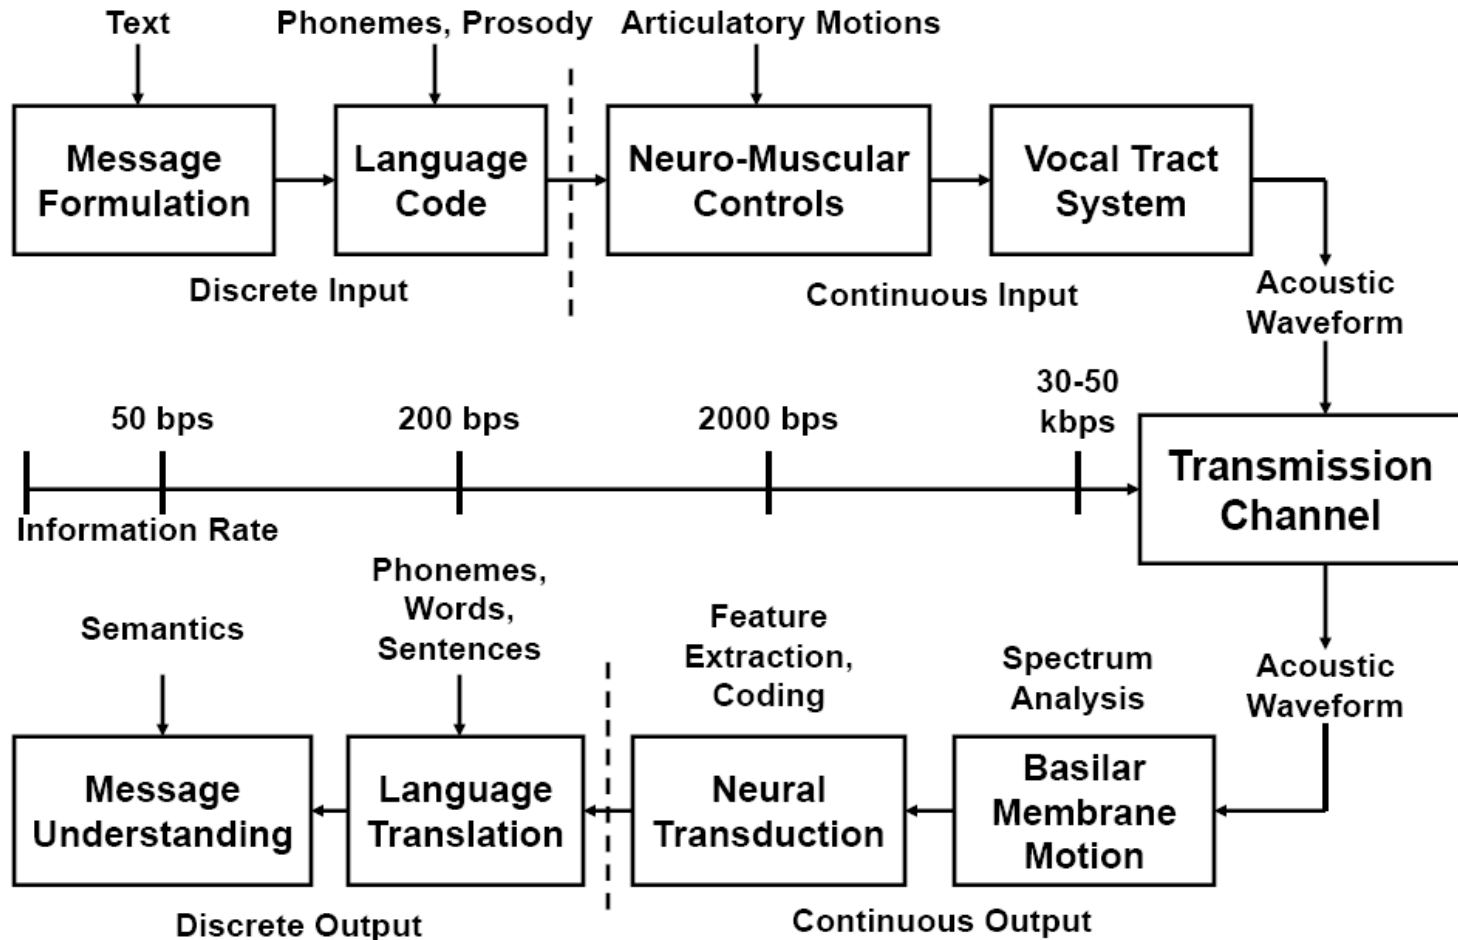 Text
Phonemes, Prosody
Articulatory Motions
Message
Formulation
Language
Code
Neuro-Muscular
Controls
Vocal Tract
System
Discrete Input
Continuous Input
Acoustic
Waveform
50 bps
200 bps
2000 bps
30-50
kbps
Information Rate
Transmission
Channel
Semantics
Phonemes,
Words,
Sentences
Feature
Extraction,
Coding
Spectrum
Analysis
Acoustic
Waveform
Message
Understanding
Language
Translation
Neural
Transduction
Basilar
Membrane
Motion
Discrete Output
Continuous Output